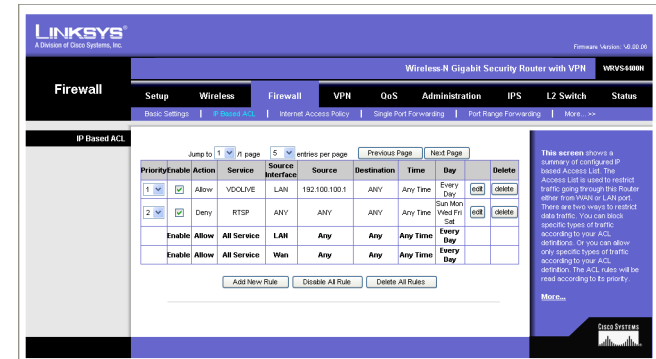 LINKSYS®
A Division of Cisco Systems, Inc.
Firmware Version: V0.00.06
Wireless-N Gigabit Security Router with VPN WRVS4400N
Firewall
Setup Wireless Firewall VPN QoS Administration IPS L2 Switch Status
Basic Settings | IP Based ACL | Internet Access Policy | Single Port Forwarding | Port Range Forwarding | More... >>
IP Based ACL
Jump to 1 /1 page 5 entries per page Previous Page Next Page
Priority Enable Action Service Source Interface Source Destination Time Day Delete
1 Allow VDOLIVE LAN 192.100.100.1 ANY Any Time Every Day edit delete
2 Deny RTSP ANY ANY ANY Any Time Sun Mon Wed Fri Sat edit delete
Enable Allow All Service LAN Any Any Any Time Every Day
Enable Allow All Service Wan Any Any Any Time Every Day
Add New Rule Disable All Rule Delete All Rules
This screen shows a
summary of configured IP
based Access List. The
Access List is used to restrict
traffic going through this Router
either from WAN or LAN port.
There are two ways to restrict
data traffic. You can block
specific types of traffic
according to your ACL
definitions. Or you can allow
only specific types of traffic
according to your ACL
definition. The ACL rules will be
read according to its priority.
More...
CISCO SYSTEMS